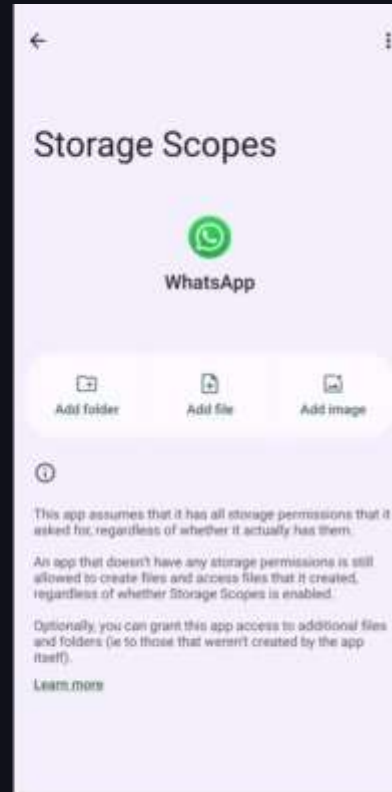 Storage Scopes
WhatsApp
Add folder
Add file
Add image
This app assumes that it has all storage permissions that it
asked for, regardless of whether it actually has them.
An app that doesn't have any storage permissions is still
allowed to create files and access files that it created,
regardless of whether Storage Scopes is enabled.
Optionally, you can grant this app access to additional files
and folders (ie to those that weren't created by the app
itself).
Learn more